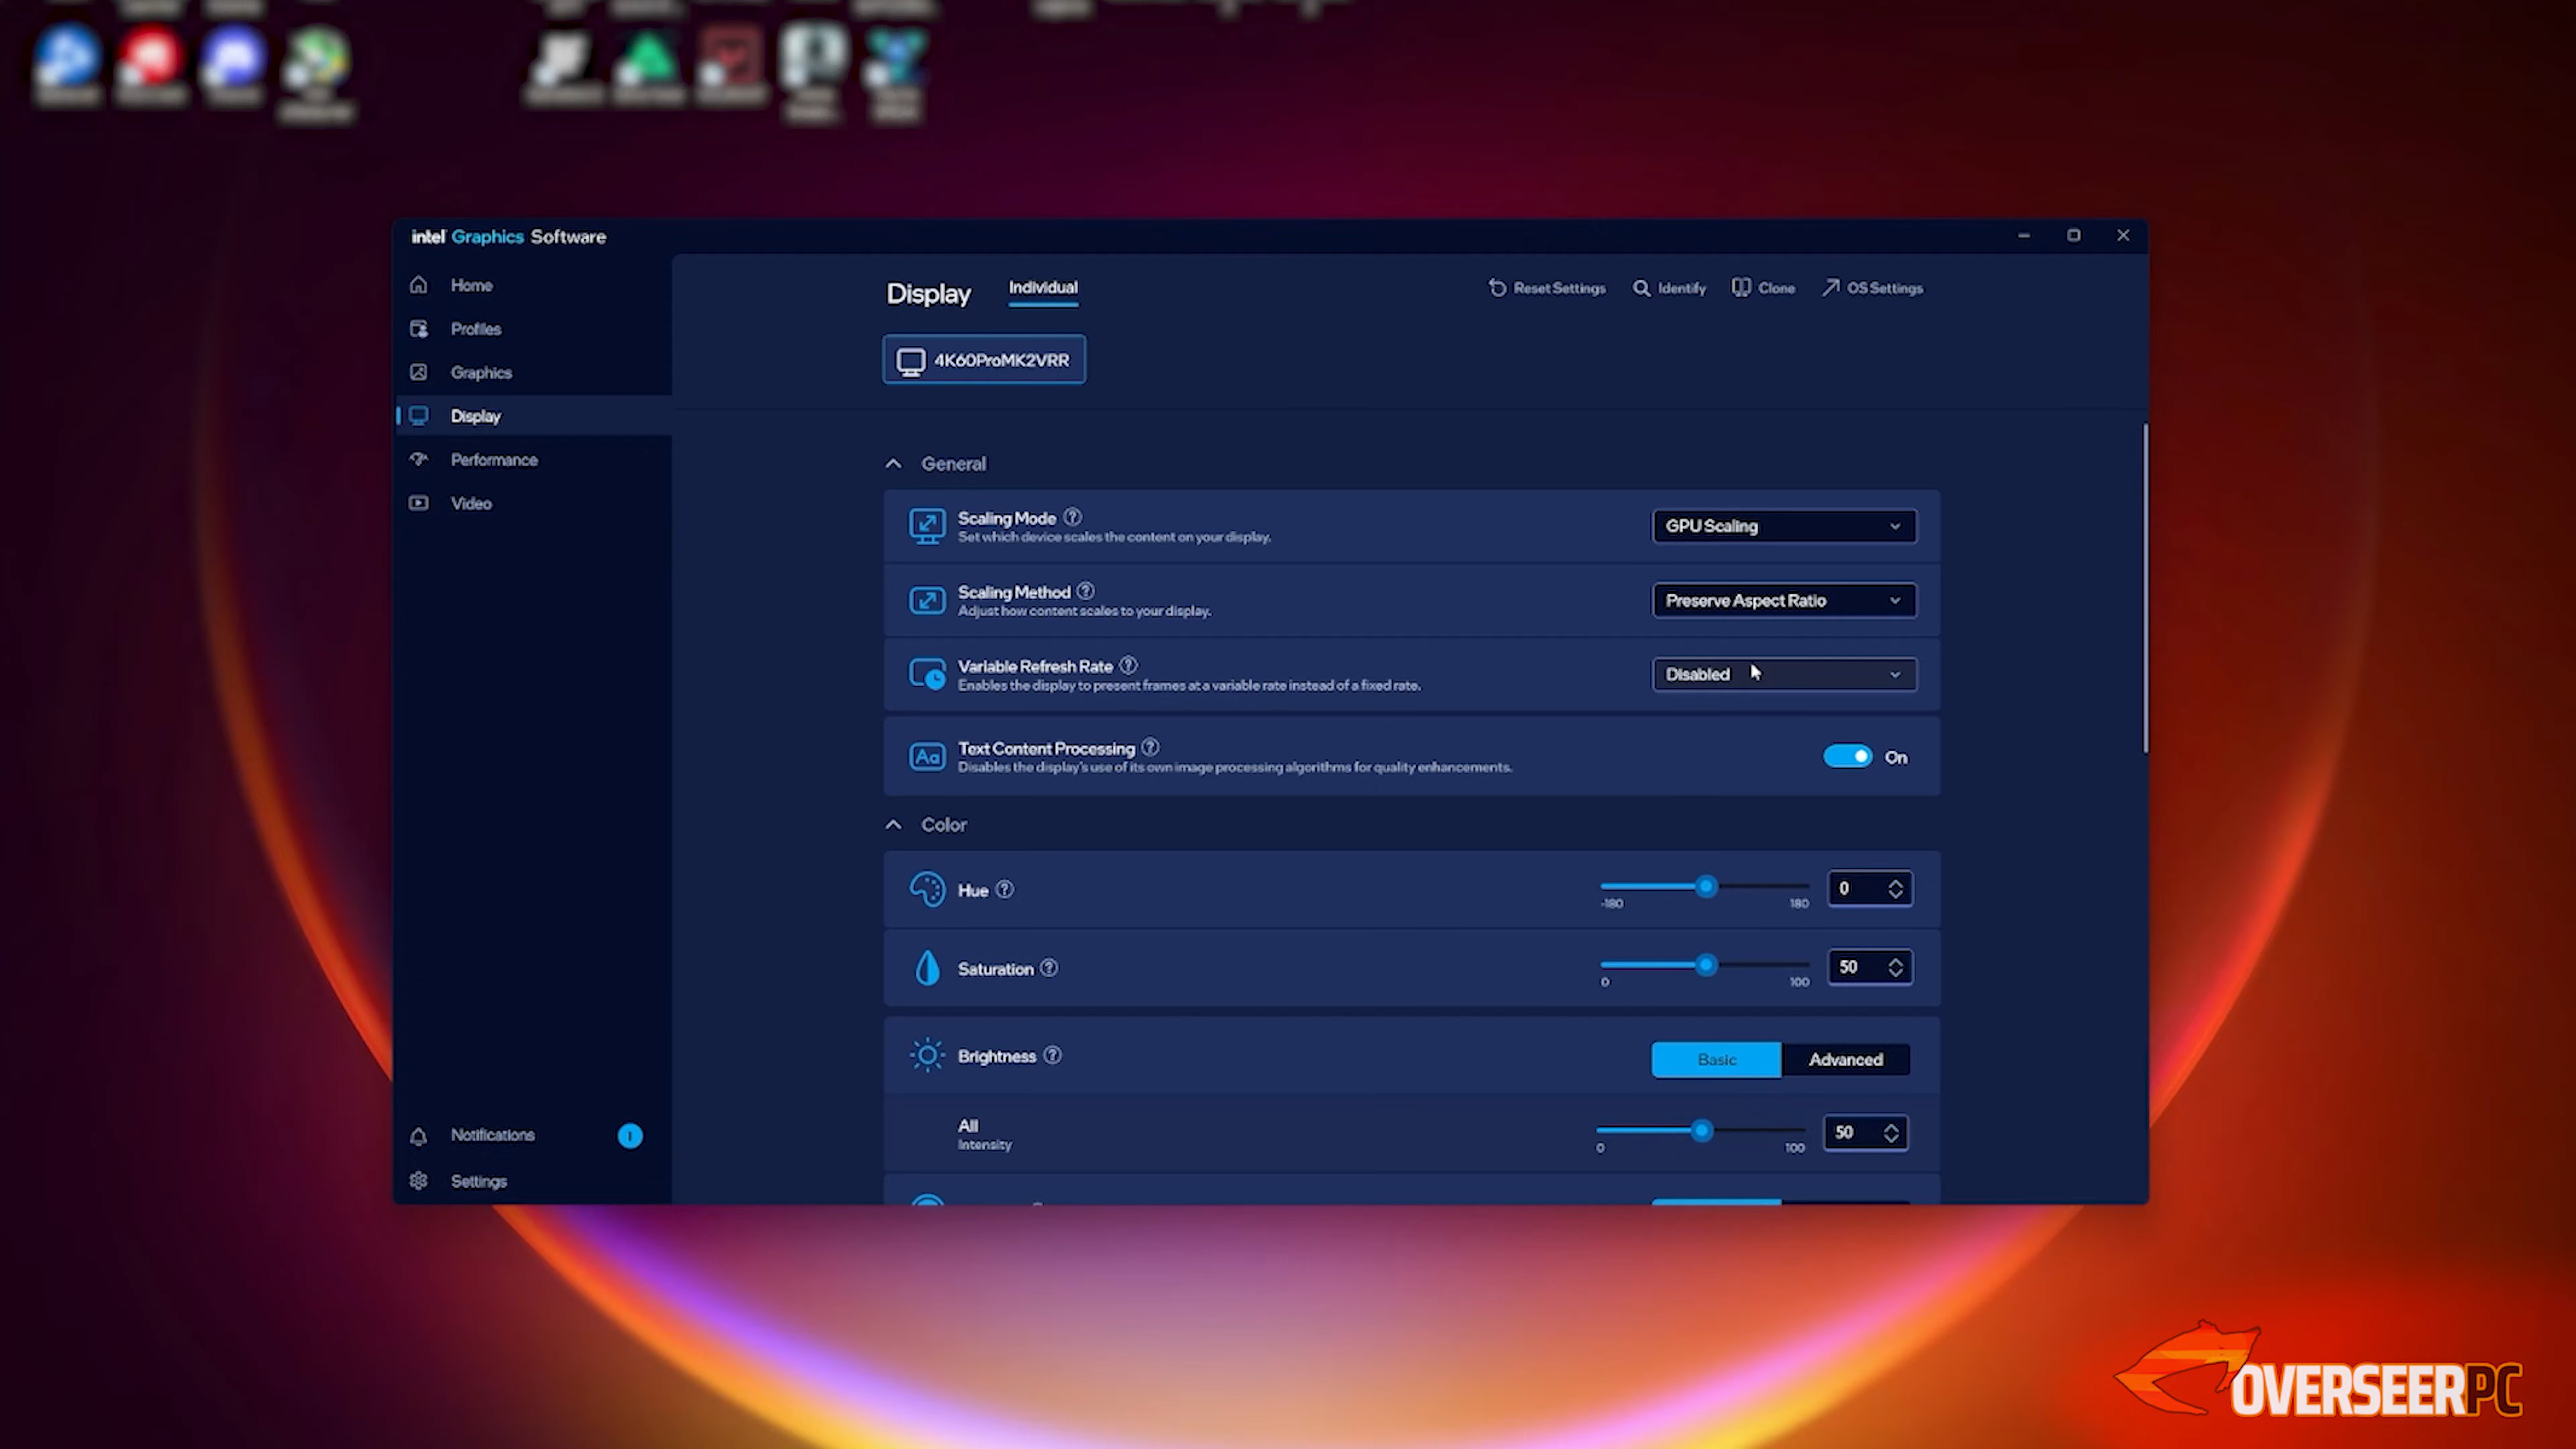 intel Graphics Software
Home
Profiles
Graphics
Display
Performance
Video
Notifications
1
Settings
Display
Individual
Reset Settings
Identify
Clone
OS Settings
4K60ProMK2VRR
General
Scaling Mode
Set which device scales the content on your display.
GPU Scaling
Scaling Method
Adjust how content scales to your display.
Preserve Aspect Ratio
Variable Refresh Rate
Enables the display to present frames at a variable rate instead of a fixed rate.
Disabled
Aa
Text Content Processing
Disables the display's use of its own image processing algorithms for quality enhancements.
On
Color
Hue
-180
180
0
Saturation
0
100
50
Brightness
Basic
Advanced
All
Intensity
0
100
50
OVERSEERPC